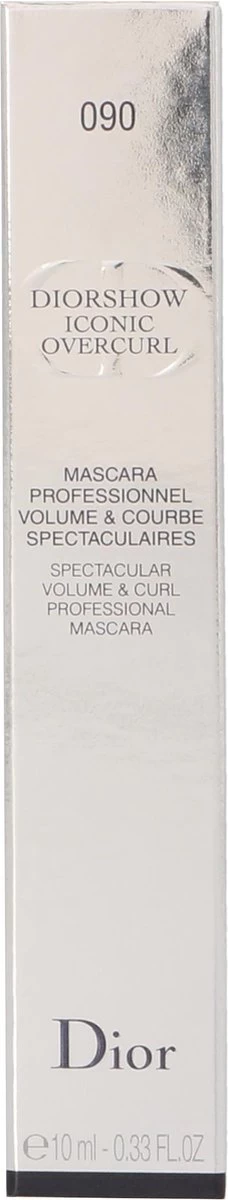 090
DIORSHOW
ICONIC
OVERCURL
MASCARA
PROFESSIONNEL
VOLUME & COURBE
SPECTACULAIRES
SPECTACULAR
VOLUME & CURL
PROFESSIONAL
MASCARA
Dior
℮10 ml - 0.33 FL.OZ